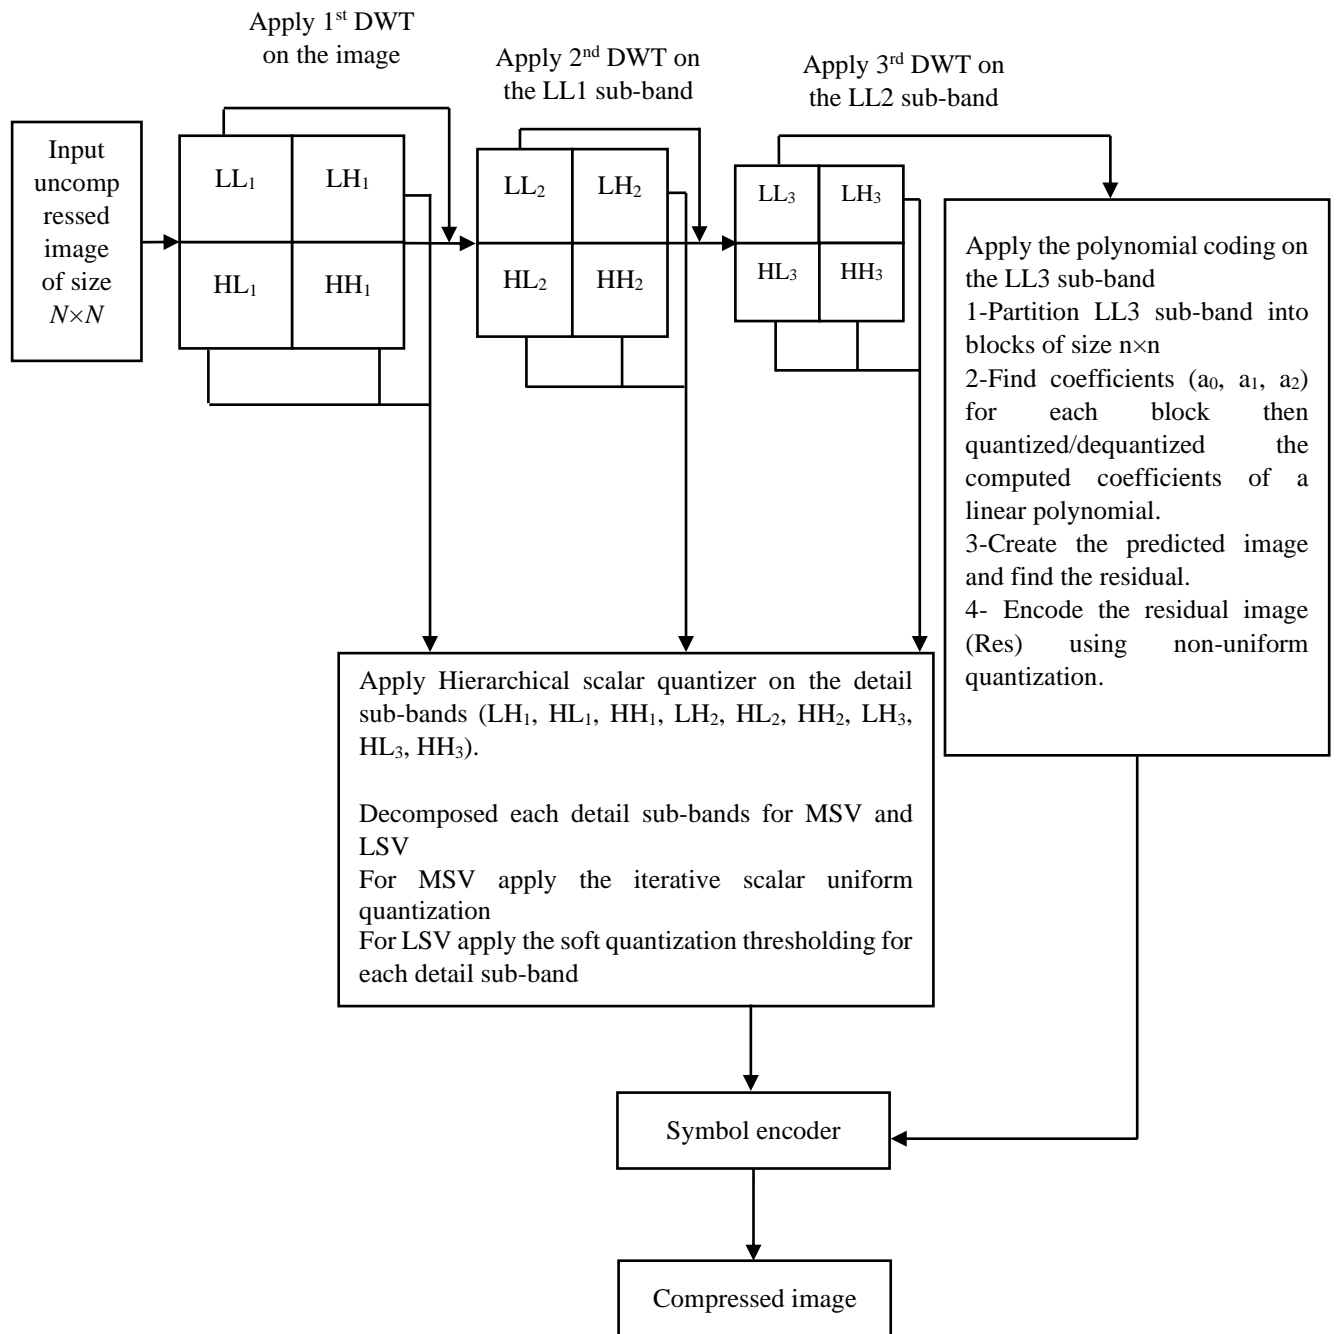 Apply 1st DWT
on the image
Apply 2nd DWT on
the LL1 sub-band
Apply 3rd DWT on
the LL2 sub-band
Input
uncomp
ressed
image
of size
N×N
LL1 LH1
HL1 HH1
LL2 LH2
HL2 HH2
LL3 LH3
HL3 HH3
Apply the polynomial coding on
the LL3 sub-band
1-Partition LL3 sub-band into
blocks of size n×n
2-Find coefficients (a0, a1, a2)
for each block then
quantized/dequantized the
computed coefficients of a
linear polynomial.
3-Create the predicted image
and find the residual.
4- Encode the residual image
(Res) using non-uniform
quantization.
Apply Hierarchical scalar quantizer on the detail
sub-bands (LH1, HL1, HH1, LH2, HL2, HH2, LH3,
HL3, HH3).
Decomposed each detail sub-bands for MSV and
LSV
For MSV apply the iterative scalar uniform
quantization
For LSV apply the soft quantization thresholding for
each detail sub-band
Symbol encoder
Compressed image